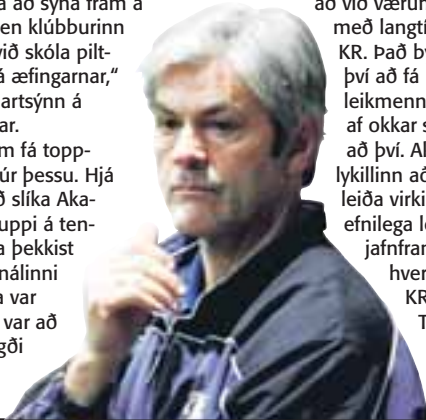 a að sýna fram á
en klúbburinn
við skóla pilt-
á æfingarnar,“
artsýnn á
ar.
m fá topp-
úr þessu. Hjá
ð slíka Aka-
uppi á ten-
a þekkist
nálinni
a var
var að
gði
að við værum
með langtí
KR. Það by
því að fá
leikmenn
af okkar s
að því. Al
lykillinn að
leiða virki
efnilega le
jafnfram
hver
KR
T